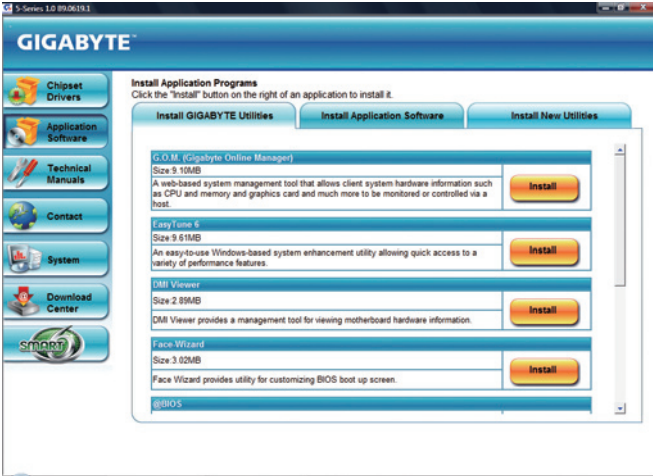 5-Series 1.0 B9.0619.1
GIGABYTE™
Chipset
Drivers
Application
Software
Technical
Manuals
Contact
System
Download
Center
SMART
Install Application Programs
Click the "Install" button on the right of an application to install it.
Install GIGABYTE Utilities
Install Application Software
Install New Utilities
G.O.M. (Gigabyte Online Manager)
Size:9.10MB
A web-based system management tool that allows client system hardware information such
as CPU and memory and graphics card and much more to be monitored or controlled via a
host.
Install
EasyTune 6
Size:9.61MB
An easy-to-use Windows-based system enhancement utility allowing quick access to a
variety of performance features.
Install
DMI Viewer
Size:2.89MB
DMI Viewer provides a management tool for viewing motherboard hardware information.
Install
Face-Wizard
Size:3.02MB
Face Wizard provides utility for customizing BIOS boot up screen.
Install
@BIOS